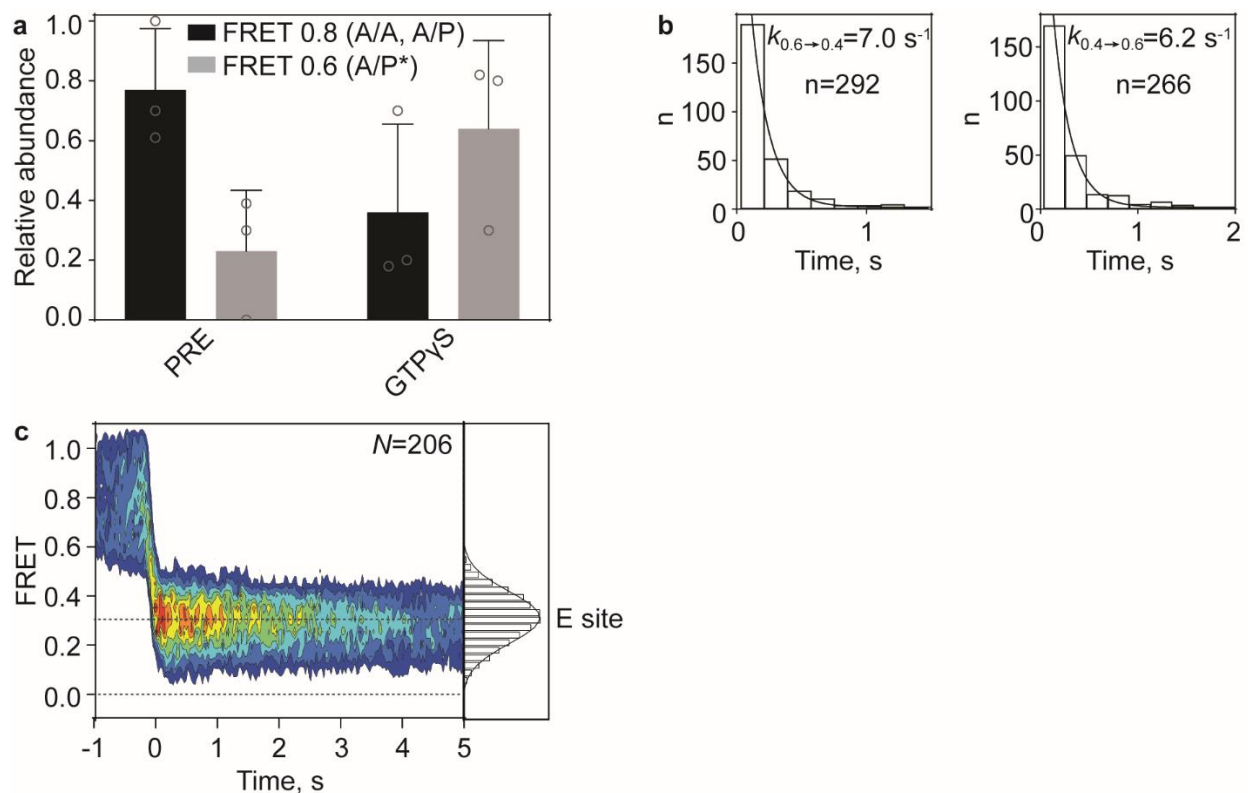 a
1.0
0.8
0.6
0.4
0.2
0.0
Relative abundance
FRET 0.8 (A/A, A/P)
FRET 0.6 (A/P*)
PRE
GTPγS
b
150
100
50
0
n
k0.6→0.4=7.0 s-1
n=292
0
1
Time, s
150
100
50
0
n
k0.4→0.6=6.2 s-1
n=266
0
1
2
Time, s
c
1.0
0.8
0.6
0.4
0.2
0.0
FRET
N=206
E site
-1 0 1 2 3 4 5
Time, s